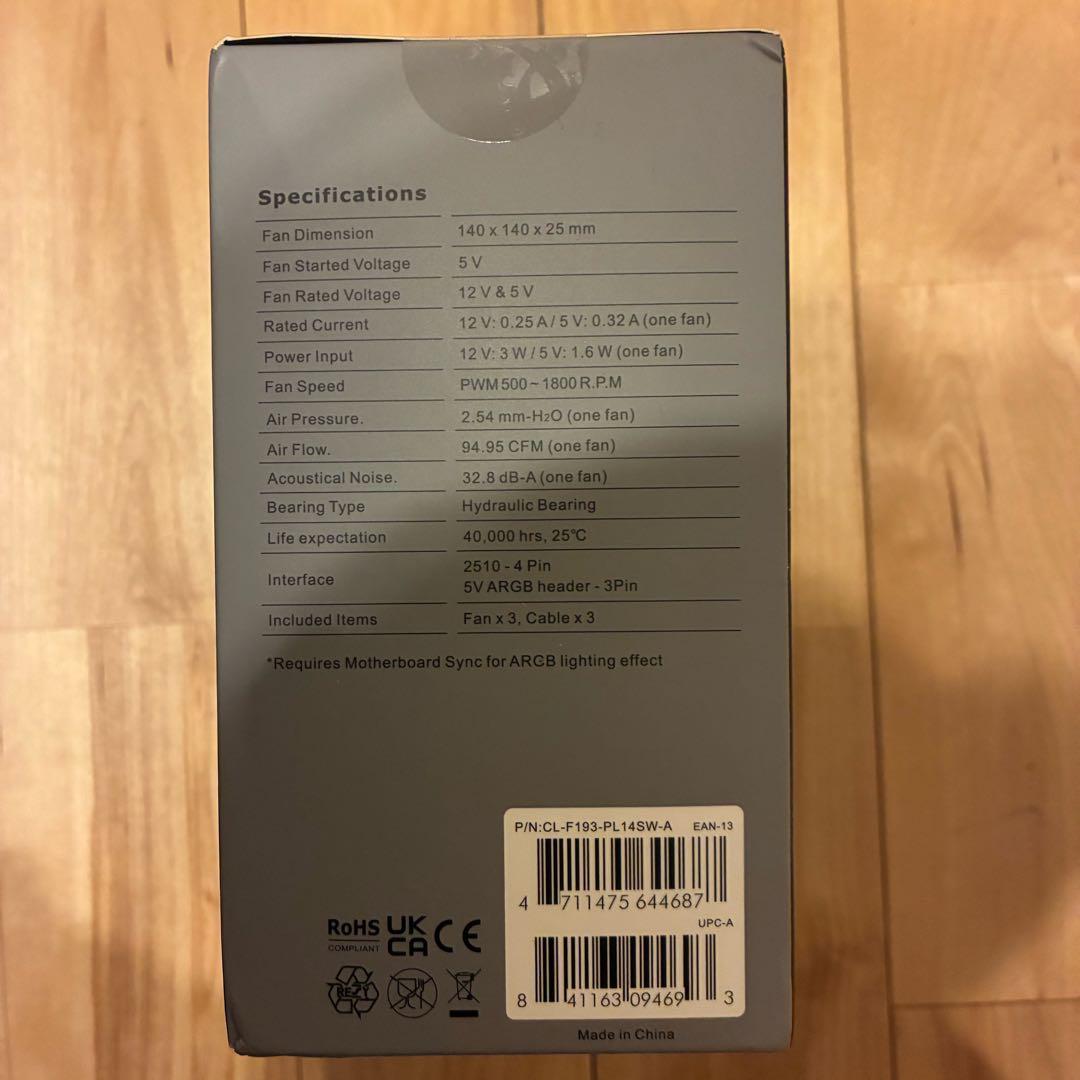 Specifications
Fan Dimension 140 x 140 x 25 mm
Fan Started Voltage 5 V
Fan Rated Voltage 12 V & 5 V
Rated Current 12 V: 0.25 A / 5 V: 0.32 A (one fan)
Power Input 12 V: 3 W / 5 V: 1.6 W (one fan)
Fan Speed PWM 500 ~ 1800 R.P.M
Air Pressure. 2.54 mm-H2O (one fan)
Air Flow. 94.95 CFM (one fan)
Acoustical Noise. 32.8 dB-A (one fan)
Bearing Type Hydraulic Bearing
Life expectation 40,000 hrs, 25℃
Interface 2510 - 4 Pin
5V ARGB header - 3Pin
Included Items Fan x 3, Cable x 3
*Requires Motherboard Sync for ARGB lighting effect
P/N:CL-F193-PL14SW-A EAN-13
4 711475 644687
UPC-A
8 41163 09469 3
RoHS
COMPLIANT
UK
CA
CE
REZY
Made in China